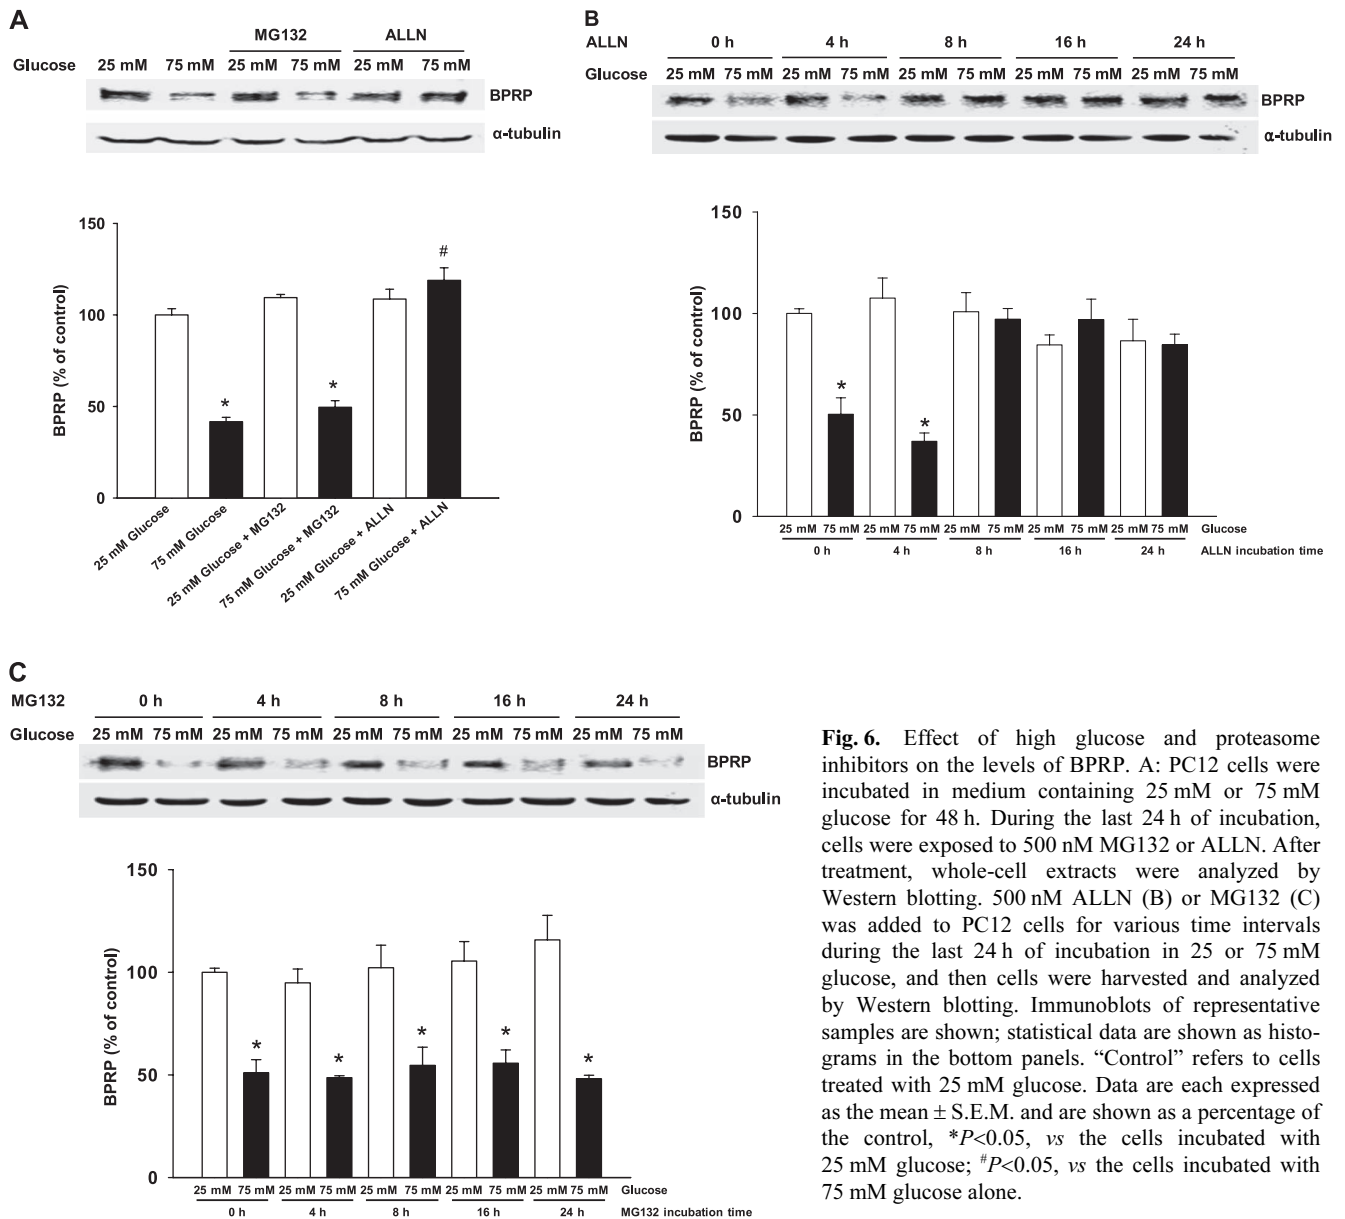 A
MG132 ALLN
Glucose 25 mM 75 mM 25 mM 75 mM 25 mM 75 mM
BPRP
α-tubulin
150
100
50
0
BPRP (% of control)
*
*
#
25 mM Glucose
75 mM Glucose
25 mM Glucose + MG132
75 mM Glucose + MG132
25 mM Glucose + ALLN
75 mM Glucose + ALLN
B
ALLN 0 h 4 h 8 h 16 h 24 h
Glucose 25 mM 75 mM 25 mM 75 mM 25 mM 75 mM 25 mM 75 mM 25 mM 75 mM
BPRP
α-tubulin
150
100
50
0
BPRP (% of control)
*
*
25 mM 75 mM 25 mM 75 mM 25 mM 75 mM 25 mM 75 mM 25 mM 75 mM Glucose
0 h 4 h 8 h 16 h 24 h ALLN incubation time
C
MG132 0 h 4 h 8 h 16 h 24 h
Glucose 25 mM 75 mM 25 mM 75 mM 25 mM 75 mM 25 mM 75 mM 25 mM 75 mM
BPRP
α-tubulin
150
100
50
0
BPRP (% of control)
*
*
*
*
*
25 mM 75 mM 25 mM 75 mM 25 mM 75 mM 25 mM 75 mM 25 mM 75 mM Glucose
0 h 4 h 8 h 16 h 24 h MG132 incubation time
Fig. 6. Effect of high glucose and proteasome
inhibitors on the levels of BPRP. A: PC12 cells were
incubated in medium containing 25 mM or 75 mM
glucose for 48 h. During the last 24 h of incubation,
cells were exposed to 500 nM MG132 or ALLN. After
treatment, whole-cell extracts were analyzed by
Western blotting. 500 nM ALLN (B) or MG132 (C)
was added to PC12 cells for various time intervals
during the last 24 h of incubation in 25 or 75 mM
glucose, and then cells were harvested and analyzed
by Western blotting. Immunoblots of representative
samples are shown; statistical data are shown as histo-
grams in the bottom panels. “Control” refers to cells
treated with 25 mM glucose. Data are each expressed
as the mean ± S.E.M. and are shown as a percentage of
the control, *P<0.05, vs the cells incubated with
25 mM glucose; #P<0.05, vs the cells incubated with
75 mM glucose alone.